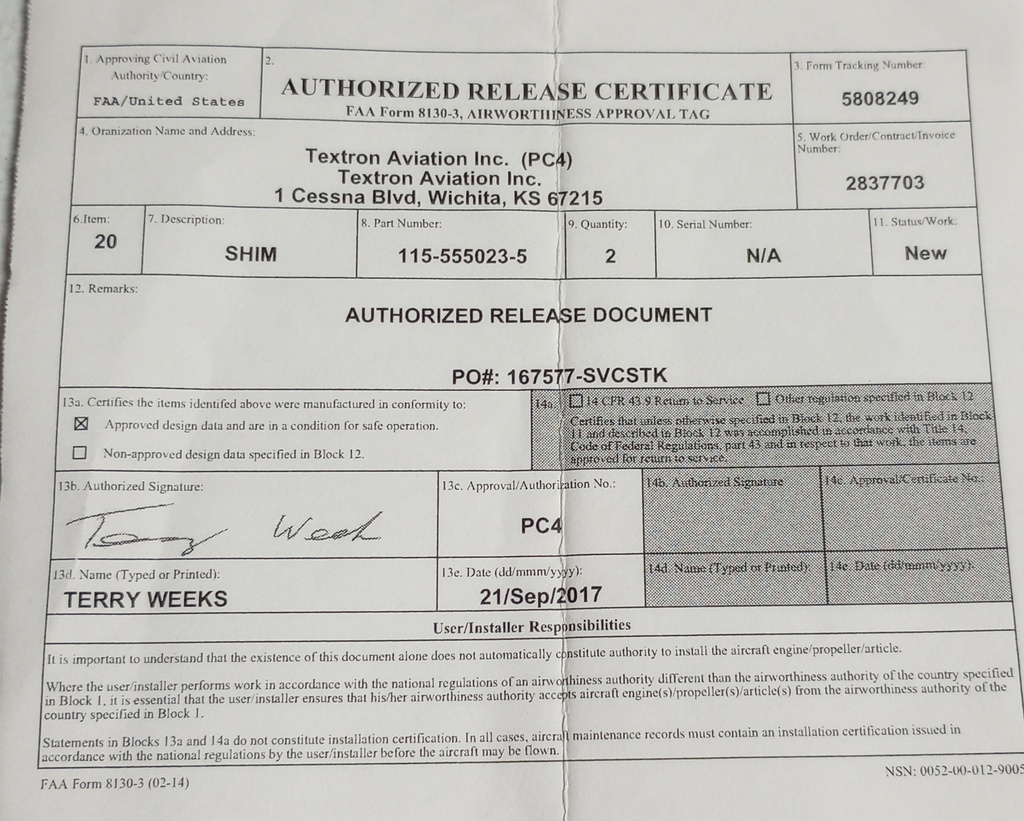 1. Approving Civil Aviation
Authority/Country:
FAA/United States
2.
AUTHORIZED RELEASE CERTIFICATE
FAA Form 8130-3, AIRWORTHINESS APPROVAL TAG
3. Form Tracking Number:
5808249
4. Oranization Name and Address:
Textron Aviation Inc. (PC4)
Textron Aviation Inc.
1 Cessna Blvd, Wichita, KS 67215
5. Work Order/Contract/Invoice
Number:
2837703
6.Item:
20
7. Description:
SHIM
8. Part Number:
115-555023-5
9. Quantity:
2
10. Serial Number:
N/A
11. Status/Work:
New
12. Remarks:
AUTHORIZED RELEASE DOCUMENT
PO#: 167577-SVCSTK
13a. Certifies the items identifed above were manufactured in conformity to:
☒ Approved design data and are in a condition for safe operation.
☐ Non-approved design data specified in Block 12.
14a. ☐ 14 CFR 43.9 Return to Service ☐ Other regulation specified in Block 12
Certifies that unless otherwise specified in Block 12, the work identified in Block
11 and described in Block 12 was accomplished in accordance with Title 14,
Code of Federal Regulations, part 43 and in respect to that work, the items are
approved for return to service.
13b. Authorized Signature:
Terry Weeks
13c. Approval/Authorization No.:
PC4
14b. Authorized Signature
14c. Approval/Certificate No.:
13d. Name (Typed or Printed):
TERRY WEEKS
13e. Date (dd/mmm/yyyy):
21/Sep/2017
14d. Name (Typed or Printed):
14e. Date (dd/mmm/yyyy):
User/Installer Responsibilities
It is important to understand that the existence of this document alone does not automatically constitute authority to install the aircraft engine/propeller/article.
Where the user/installer performs work in accordance with the national regulations of an airworthiness authority different than the airworthiness authority of the country specified
in Block 1, it is essential that the user/installer ensures that his/her airworthiness authority accepts aircraft engine(s)/propeller(s)/article(s) from the airworthiness authority of the
country specified in Block 1.
Statements in Blocks 13a and 14a do not constitute installation certification. In all cases, aircraft maintenance records must contain an installation certification issued in
accordance with the national regulations by the user/installer before the aircraft may be flown.
FAA Form 8130-3 (02-14)
NSN: 0052-00-012-9005